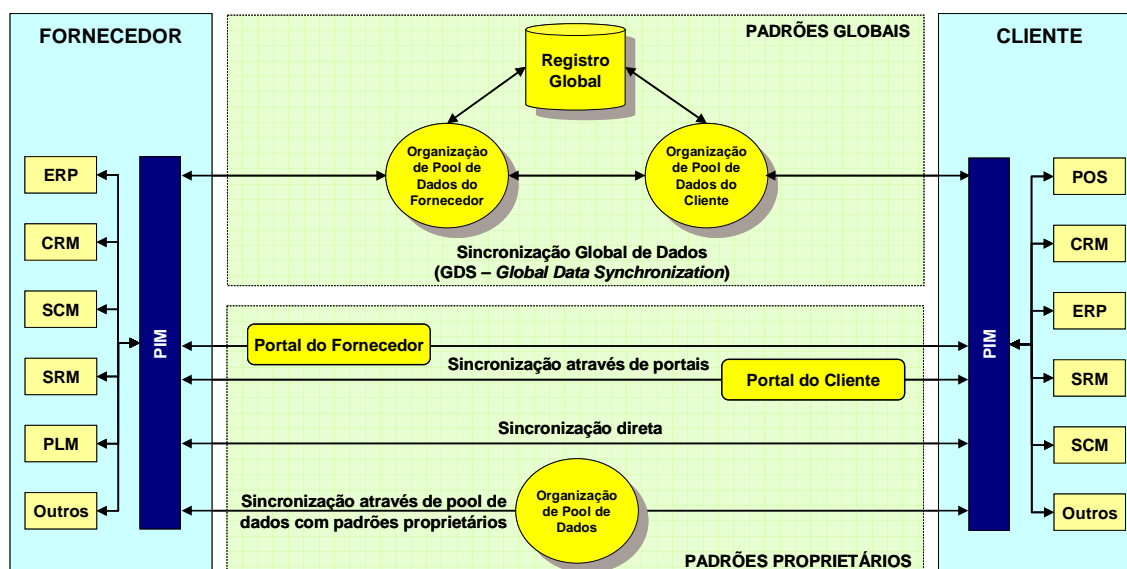 FORNECEDOR
ERP
CRM
SCM
SRM
PLM
Outros
PIM
PADRÕES GLOBAIS
Registro
Global
Organizaçào
de Pool de
Dados do
Fornecedor
Organização
de Pool de
Dados do
Cliente
Sincronização Global de Dados
(GDS – Global Data Synchronization)
Portal do Fornecedor
Sincronização através de portais
Portal do Cliente
Sincronização direta
Sincronização através de pool de
dados com padrões proprietários
Organização
de Pool de
Dados
PADRÕES PROPRIETÁRIOS
CLIENTE
PIM
POS
CRM
ERP
SRM
SCM
Outros